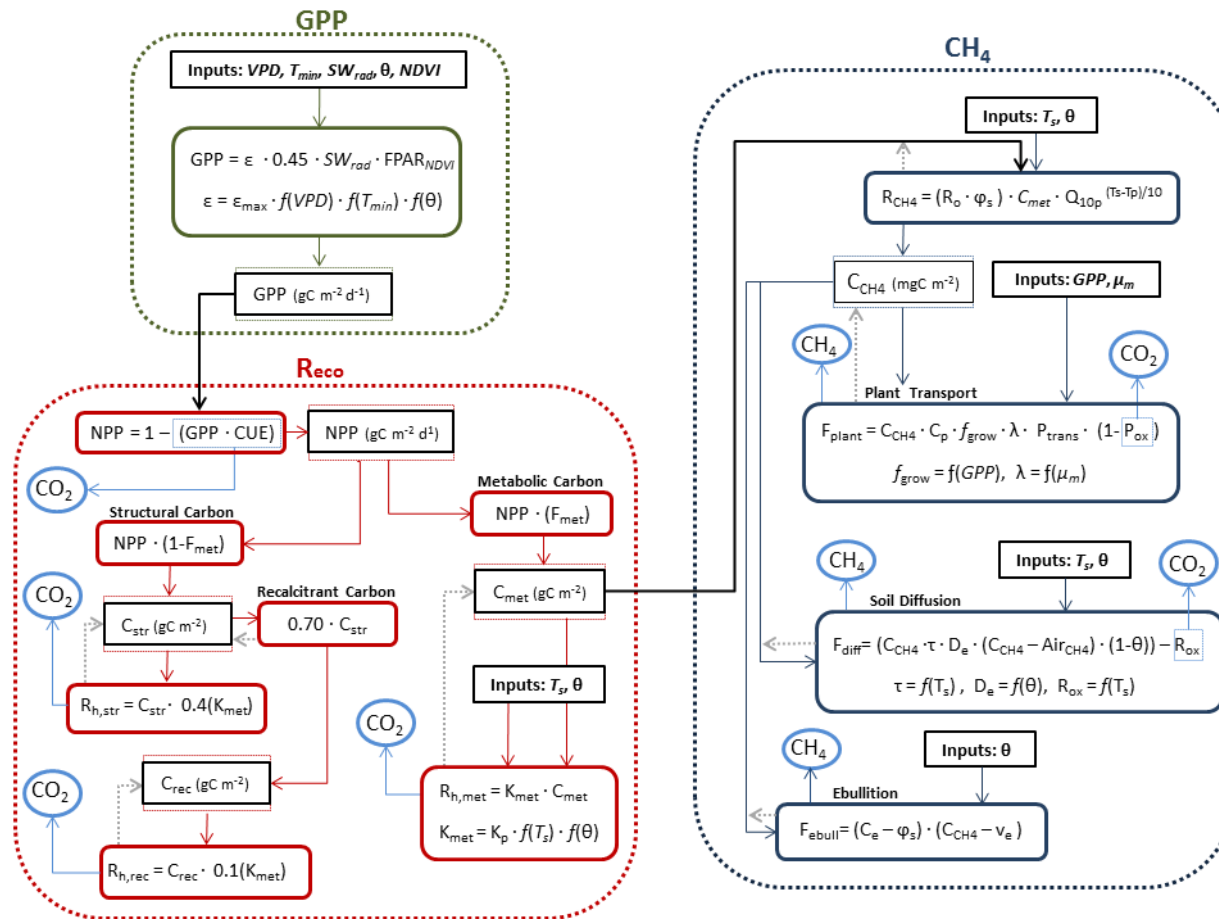 GPP
Inputs: VPD, Tmin, SWrad, θ, NDVI
GPP = ε · 0.45 · SWrad · FPARNDVI
ε = εmax · f(VPD) · f(Tmin) · f(θ)
GPP (gC m-2 d-1)
Reco
NPP = 1 – (GPP · CUE)
NPP (gC m-2 d1)
CO2
Structural Carbon
NPP · (1-Fmet)
Metabolic Carbon
NPP · (Fmet)
CO2
Cstr (gC m-2)
Recalcitrant Carbon
0.70 · Cstr
Cmet (gC m-2)
Rh,str = Cstr · 0.4(Kmet)
Inputs: Ts, θ
CO2
CO2
Crec (gC m-2)
Rh,met = Kmet · Cmet
Kmet = Kp · f(Ts) · f(θ)
Rh,rec = Crec · 0.1(Kmet)
CH4
Inputs: Ts, θ
RCH4 = (Ro · φs ) · Cmet · Q10p (Ts-Tp)/10
CCH4 (mgC m-2)
Inputs: GPP, μm
CH4
CO2
Plant Transport
Fplant = CCH4 · Cp · fgrow · λ · Ptrans · (1- Pox)
fgrow = f(GPP), λ = f(μm)
CH4
Inputs: Ts, θ
CO2
Soil Diffusion
Fdiff= (CCH4 ·τ · De · (CCH4 – AirCH4) · (1-θ)) – Rox
τ = f(Ts) , De = f(θ), Rox = f(Ts)
CH4
Inputs: θ
Ebullition
Febull= (Ce – φs) · (CCH4 – ve )